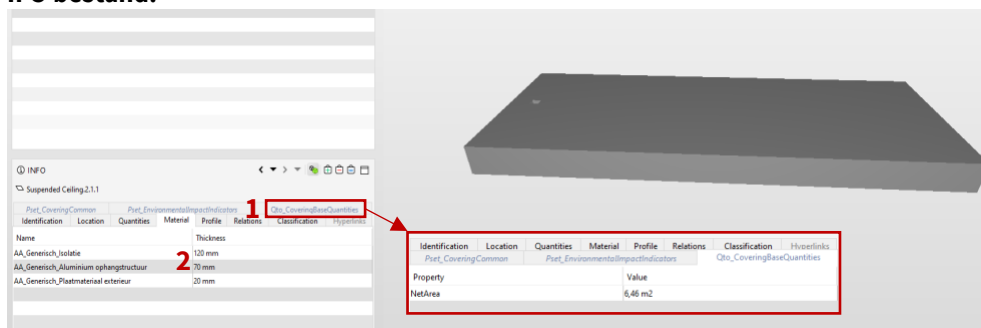 INFO
Suspended Ceiling.2.1.1
1
Pset_CoveringCommon Pset_EnvironmentalImpactIndicators Qto_CoveringBaseQuantities
Identification Location Quantities Material Profile Relations Classification Hyperlinks
Name Thickness
AA_Generisch_Isolatie 120 mm
2
AA_Generisch_Aluminium ophangstructuur 70 mm
AA_Generisch_Plaatmateriaal exterieur 20 mm
Identification Location Quantities Material Profile Relations Classification Hyperlinks
Pset_CoveringCommon Pset_EnvironmentalImpactIndicators Qto_CoveringBaseQuantities
Property Value
NetArea 6,46 m2